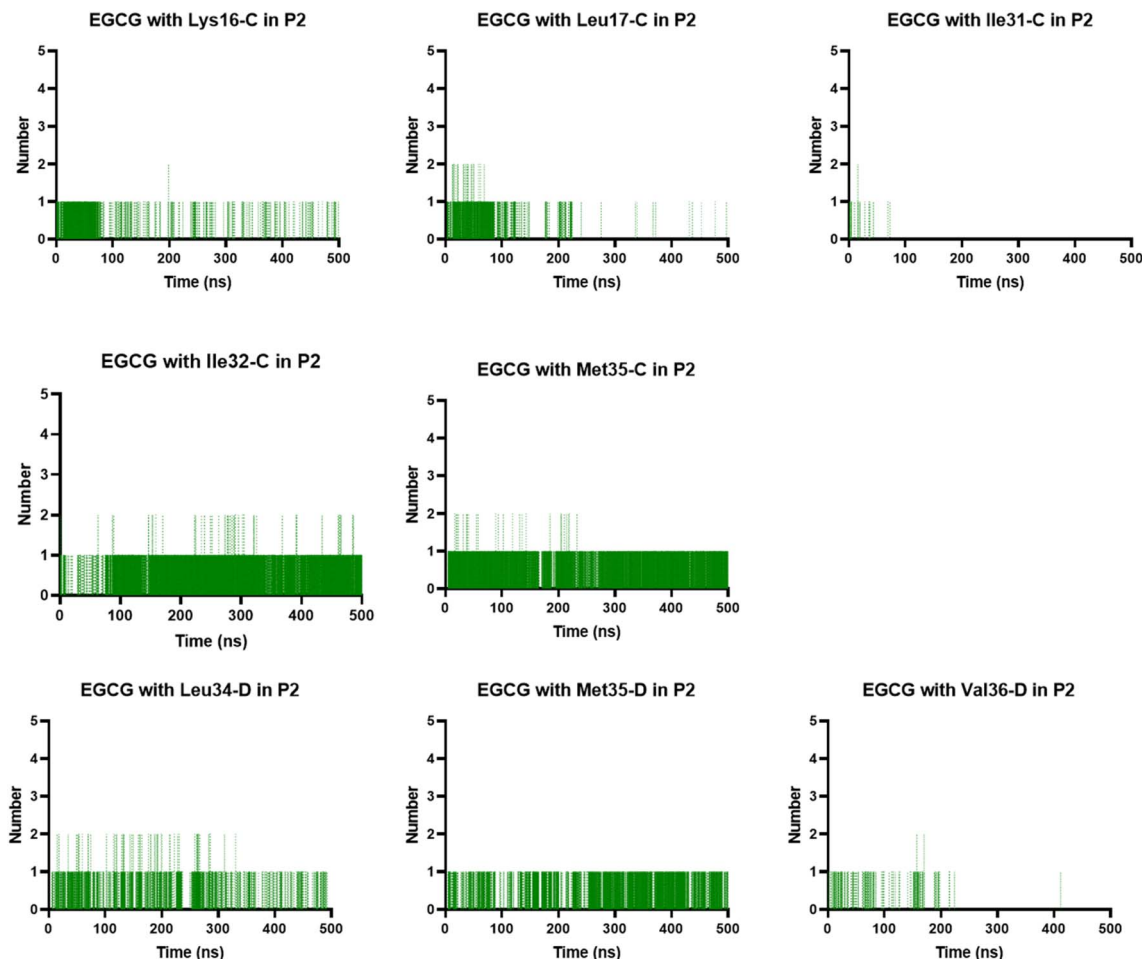 EGCG with Lys16-C in P2
5
4
3
2
1
0
Number
0 100 200 300 400 500
Time (ns)
EGCG with Leu17-C in P2
5
4
3
2
1
0
Number
0 100 200 300 400 500
Time (ns)
EGCG with Ile31-C in P2
5
4
3
2
1
0
Number
0 100 200 300 400 500
Time (ns)
EGCG with Ile32-C in P2
5
4
3
2
1
0
Number
0 100 200 300 400 500
Time (ns)
EGCG with Met35-C in P2
5
4
3
2
1
0
Number
0 100 200 300 400 500
Time (ns)
EGCG with Leu34-D in P2
5
4
3
2
1
0
Number
0 100 200 300 400 500
Time (ns)
EGCG with Met35-D in P2
5
4
3
2
1
0
Number
0 100 200 300 400 500
Time (ns)
EGCG with Val36-D in P2
5
4
3
2
1
0
Number
0 100 200 300 400 500
Time (ns)